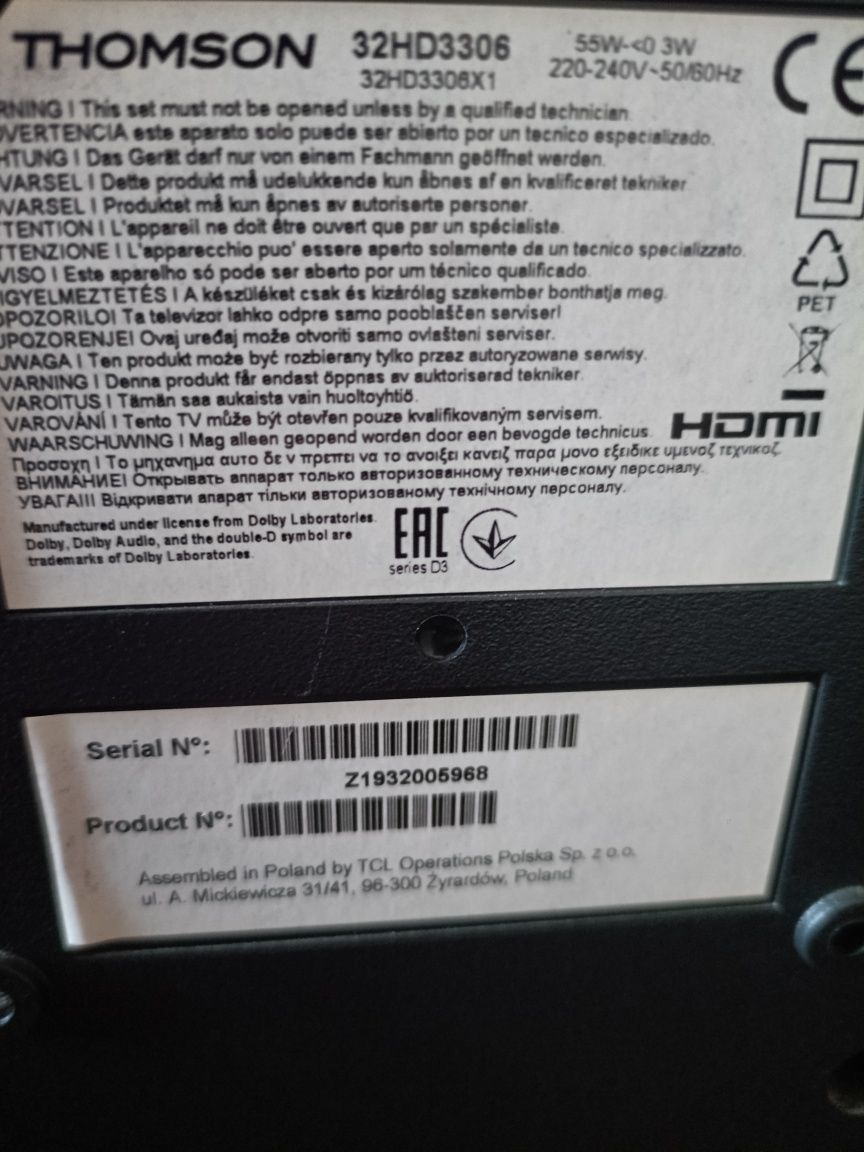 THOMSON 32HD3306 55W-<0 3W
32HD3306X1 220-240V~50/60Hz
CE
RNING ! This set must not be opened unless by a qualified technician.
DVERTENCIA este aparato solo puede ser abierto por un tecnico especializado.
HTUNG ! Das Gerät darf nur von einem Fachmann geöffnet werden.
VARSEL ! Dette produkt må udelukkende kun åbnes af en kvalificeret tekniker
VARSEL ! Produktet må kun åpnes av autoriserte personer.
TENTION ! L'appareil ne doit être ouvert que par un spécialiste.
TTENZIONE ! L'apparecchio puo' essere aperto solamente da un tecnico specializzato.
VISO ! Este aparelho só pode ser aberto por um técnico qualificado.
IGYELMEZTETÉS ! A készüléket csak és kizárólag szakember bonthatja meg.
OPOZORILO! Ta televizor lahko odpre samo pooblaščen serviser!
UPOZORENJE! Ovaj uređaj može otvoriti samo ovlašteni serviser.
UWAGA ! Ten produkt może być rozbierany tylko przez autoryzowane serwisy.
VARNING ! Denna produkt får endast öppnas av auktoriserad tekniker.
VAROITUS ! Tämän saa aukaista vain huoltoyhtiö.
VAROVÁNÍ ! Tento TV může být otevřen pouze kvalifikovaným servisem.
WAARSCHUWING ! Mag alleen geopend worden door een bevogde technicus.
Προσοχη ! Το μηχανημα αυτο δε ν πρεπει να το ανοιξει κανειζ παρα μονο εξειδικε υμενοζ τεχνικοζ.
ВНИМАНИЕ! Открывать аппарат только авторизованному техническому персоналу.
УВАГА!!! Відкривати апарат тільки авторизованому технічному персоналу.
PET
HDMI
Manufactured under license from Dolby Laboratories.
Dolby, Dolby Audio, and the double-D symbol are
trademarks of Dolby Laboratories.
EAC
series D3
Serial Nº:
Z1932005968
Product Nº:
Assembled in Poland by TCL Operations Polska Sp. z o.o.
ul. A. Mickiewicza 31/41, 96-300 Żyrardów, Poland